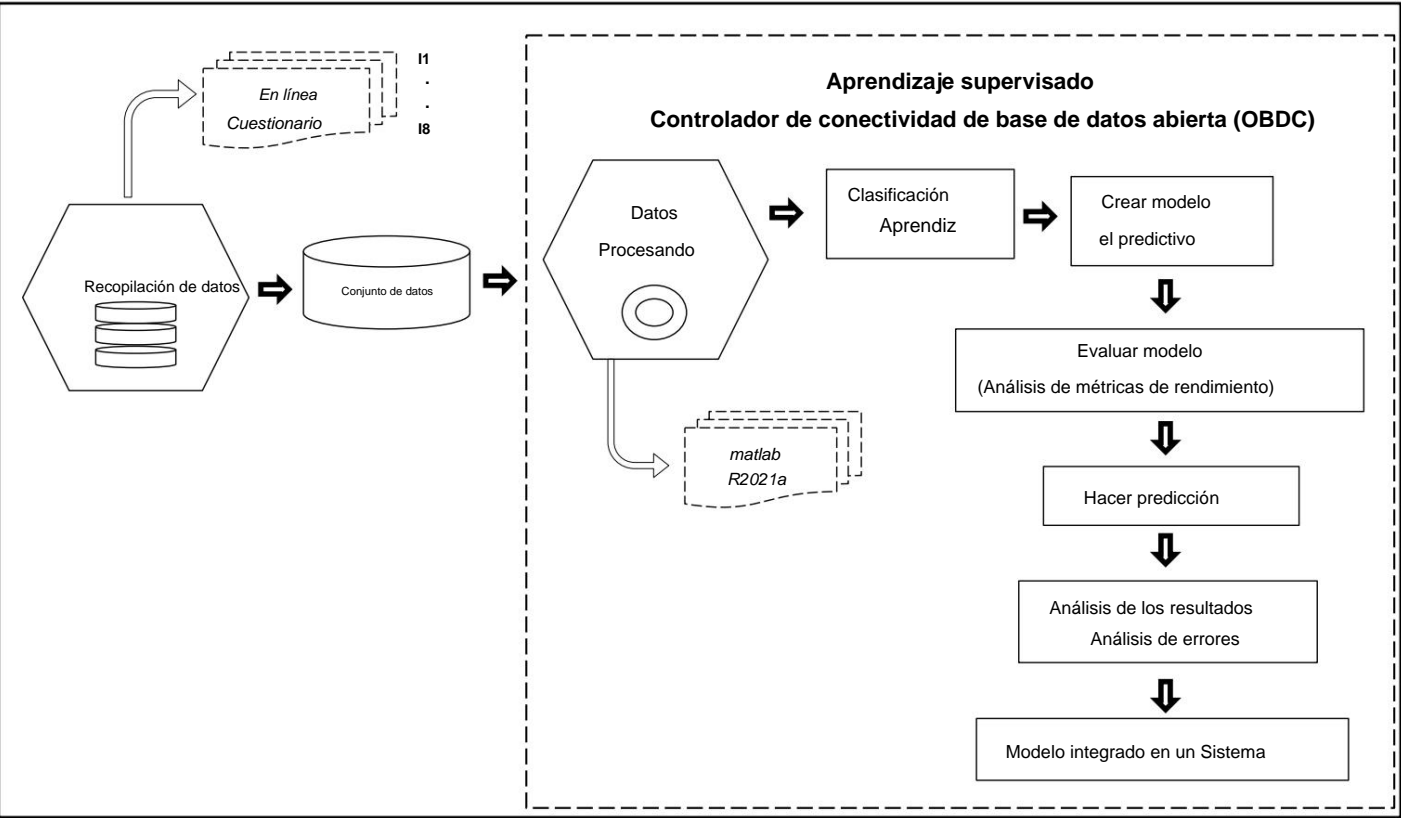 I1
.
.
I8
En línea
Cuestionario
Recopilación de datos
Conjunto de datos
Aprendizaje supervisado
Controlador de conectividad de base de datos abierta (OBDC)
Datos
Procesando
matlab
R2021a
Clasificación
Aprendiz
Crear modelo
el predictivo
Evaluar modelo
(Análisis de métricas de rendimiento)
Hacer predicción
Análisis de los resultados
Análisis de errores
Modelo integrado en un Sistema